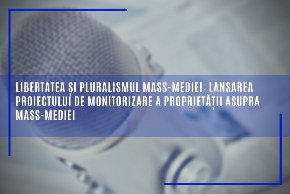 LIBERTATEA ȘI PLURALISMUL MASS-MEDIEI: LANSAREA
PROIECTULUI DE MONITORIZARE A PROPRIETĂȚII ASUPRA
MASS-MEDIEI